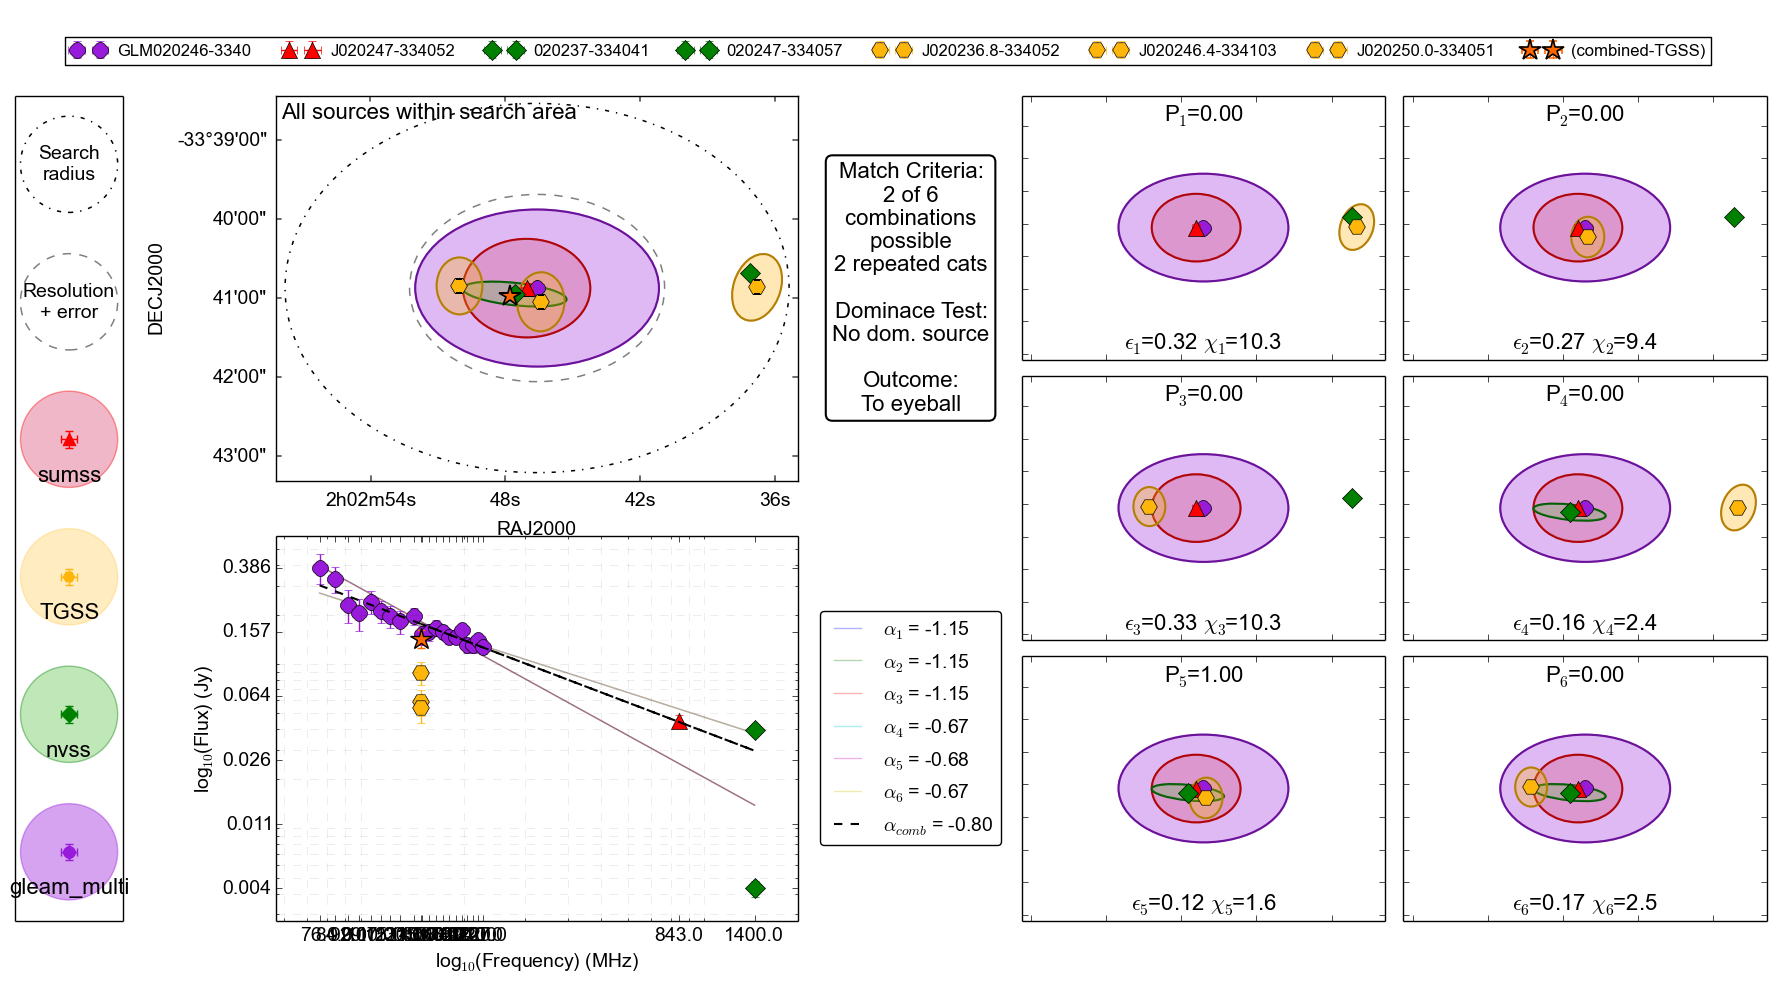 GLM020246-3340 J020247-334052 020237-334041 020247-334057 J020236.8-334052 J020246.4-334103 J020250.0-334051 (combined-TGSS)
Search
radius
Resolution
+ error
sumss
TGSS
nvss
gleam_multi
All sources within search area
-33°39'00"
40'00"
41'00"
42'00"
43'00"
DECJ2000
2h02m54s 48s 42s 36s
RAJ2000
Match Criteria:
2 of 6
combinations
possible
2 repeated cats
Dominace Test:
No dom. source
Outcome:
To eyeball
0.386
0.157
0.064
0.026
0.011
0.004
log10(Flux) (Jy)
843.0 1400.0
log10(Frequency) (MHz)
α1 = -1.15
α2 = -1.15
α3 = -1.15
α4 = -0.67
α5 = -0.68
α6 = -0.67
αcomb = -0.80
P1=0.00
ϵ1=0.32 χ1=10.3
P2=0.00
ϵ2=0.27 χ2=9.4
P3=0.00
ϵ3=0.33 χ3=10.3
P4=0.00
ϵ4=0.16 χ4=2.4
P5=1.00
ϵ5=0.12 χ5=1.6
P6=0.00
ϵ6=0.17 χ6=2.5